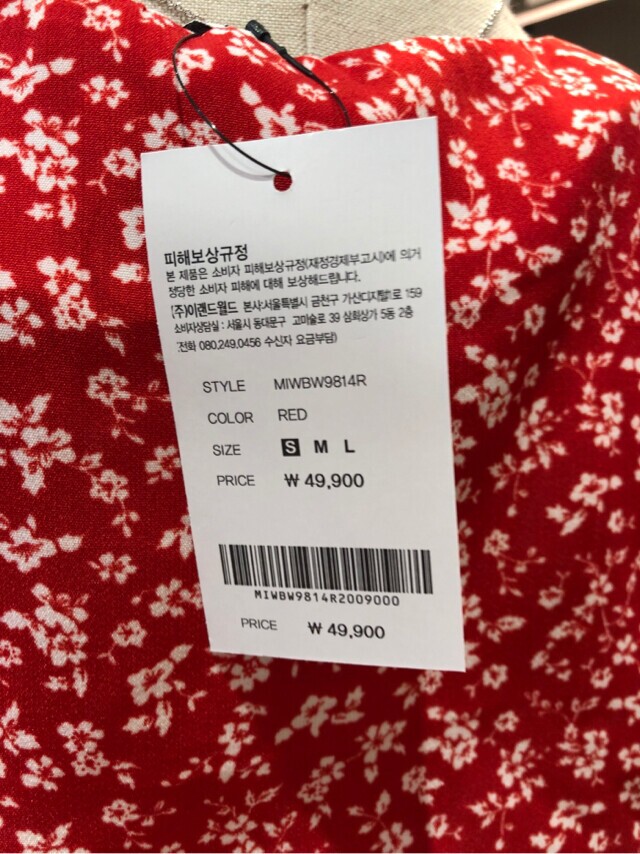 피해보상규정
본 제품은 소비자 피해보상규정(재정경제부고시)에 의거
정당한 소비자 피해에 대해 보상해드립니다.
(주)이랜드월드 본사:서울특별시 금천구 가산디지털1로 159
소비자상담실 : 서울시 동대문구 고미술로 39 삼희상가 5동 2층
:전화 080.249.0456 수신자 요금부담)
STYLE MIWBW9814R
COLOR RED
SIZE S M L
PRICE ₩ 49,900
MIWBW9814R2009000
PRICE ₩ 49,900